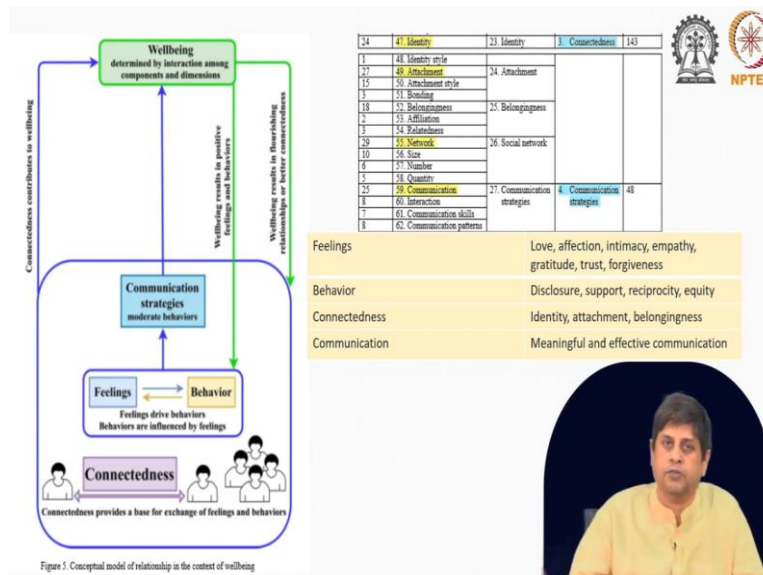 Wellbeing
determined by interaction among
components and dimensions
Connectedness contributes to wellbeing
Wellbeing results in positive
feelings and behaviors
Wellbeing results in flourishing
relationships or better connectedness
Communication
strategies
moderate behaviors
Feelings
Behavior
Feelings drive behaviors
Behaviors are influenced by feelings
Connectedness
Connectedness provides a base for exchange of feelings and behaviors
Figure 5. Conceptual model of relationship in the context of wellbeing
24 47. Identity 23. Identity 3. Connectedness 143
1 48. Identity style
27 49. Attachment 24. Attachment
15 50. Attachment style
3 51. Bonding
18 52. Belongingness 25. Belongingness
2 53. Affiliation
3 54. Relatedness
29 55. Network 26. Social network
10 56. Size
6 57. Number
5 58. Quantity
25 59. Communication 27. Communication 4. Communication 48
8 60. Interaction strategies strategies
7 61. Communication skills
8 62. Communication patterns
NPTE
Feelings Love, affection, intimacy, empathy,
gratitude, trust, forgiveness
Behavior Disclosure, support, reciprocity, equity
Connectedness Identity, attachment, belongingness
Communication Meaningful and effective communication